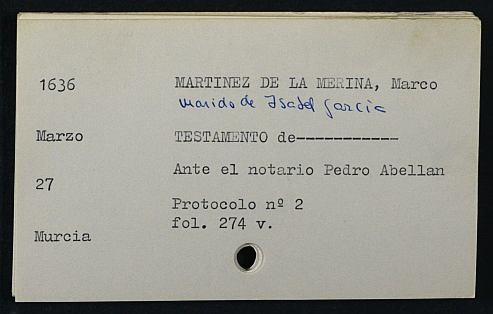 1636 MARTINEZ DE LA MERINA, Marco
marido de Isabel García
Marzo TESTAMENTO de-----------
Ante el notario Pedro Abellan
27
Protocolo nº 2
fol. 274 v.
Murcia